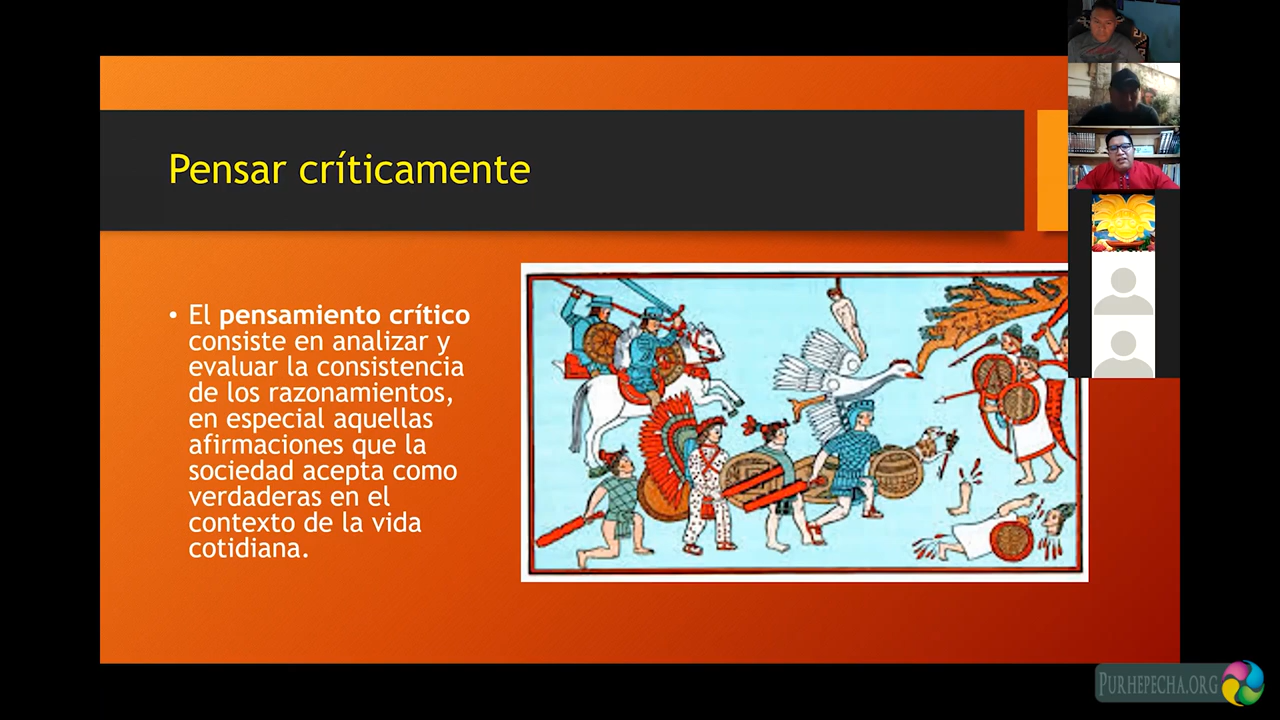 Pensar críticamente
• El pensamiento crítico
consiste en analizar y
evaluar la consistencia
de los razonamientos,
en especial aquellas
afirmaciones que la
sociedad acepta como
verdaderas en el
contexto de la vida
cotidiana.
PURHEPECHA.ORG